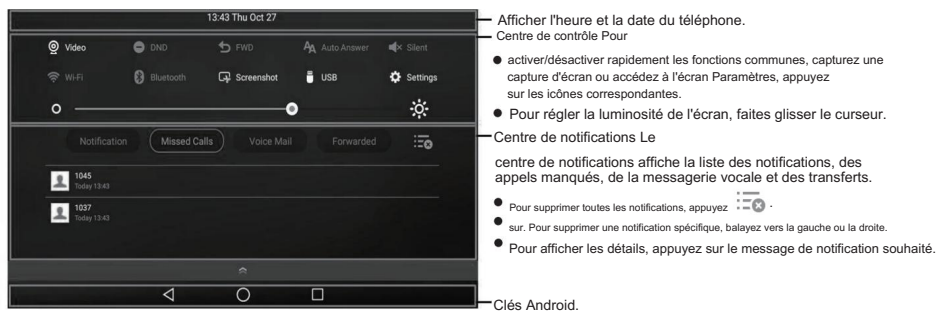 13:43 Thu Oct 27
Video DND FWD Auto Answer Silent
Wi-Fi Bluetooth Screenshot USB Settings
Notification Missed Calls Voice Mail Forwarded
1045
Today 13:43
1037
Today 13:43
Afficher l'heure et la date du téléphone.
Centre de contrôle Pour
● activer/désactiver rapidement les fonctions communes, capturez une
capture d'écran ou accédez à l'écran Paramètres, appuyez
sur les icônes correspondantes.
● Pour régler la luminosité de l'écran, faites glisser le curseur.
Centre de notifications Le
centre de notifications affiche la liste des notifications, des
appels manqués, de la messagerie vocale et des transferts.
● Pour supprimer toutes les notifications, appuyez .
● sur. Pour supprimer une notification spécifique, balayez vers la gauche ou la droite.
● Pour afficher les détails, appuyez sur le message de notification souhaité.
Clés Android.